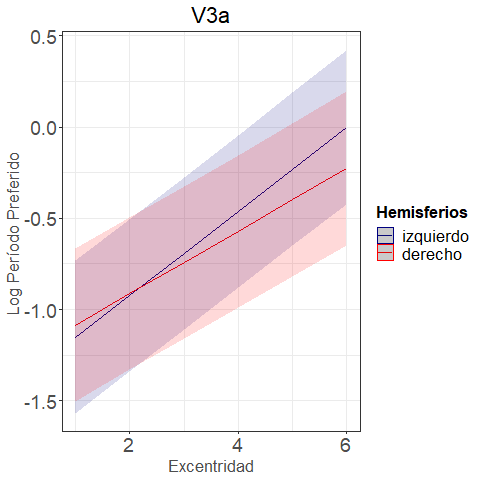 V3a
Log Período Preferido
0.5
0.0
-0.5
-1.0
-1.5
2
4
6
Excentridad
Hemisferios
izquierdo
derecho